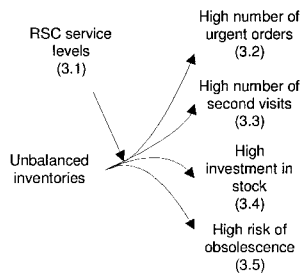 RSC service
levels
(3.1)
Unbalanced
inventories
High number of
urgent orders
(3.2)
High number of
second visits
(3.3)
High
investment in
stock
(3.4)
High risk of
obsolescence
(3.5)